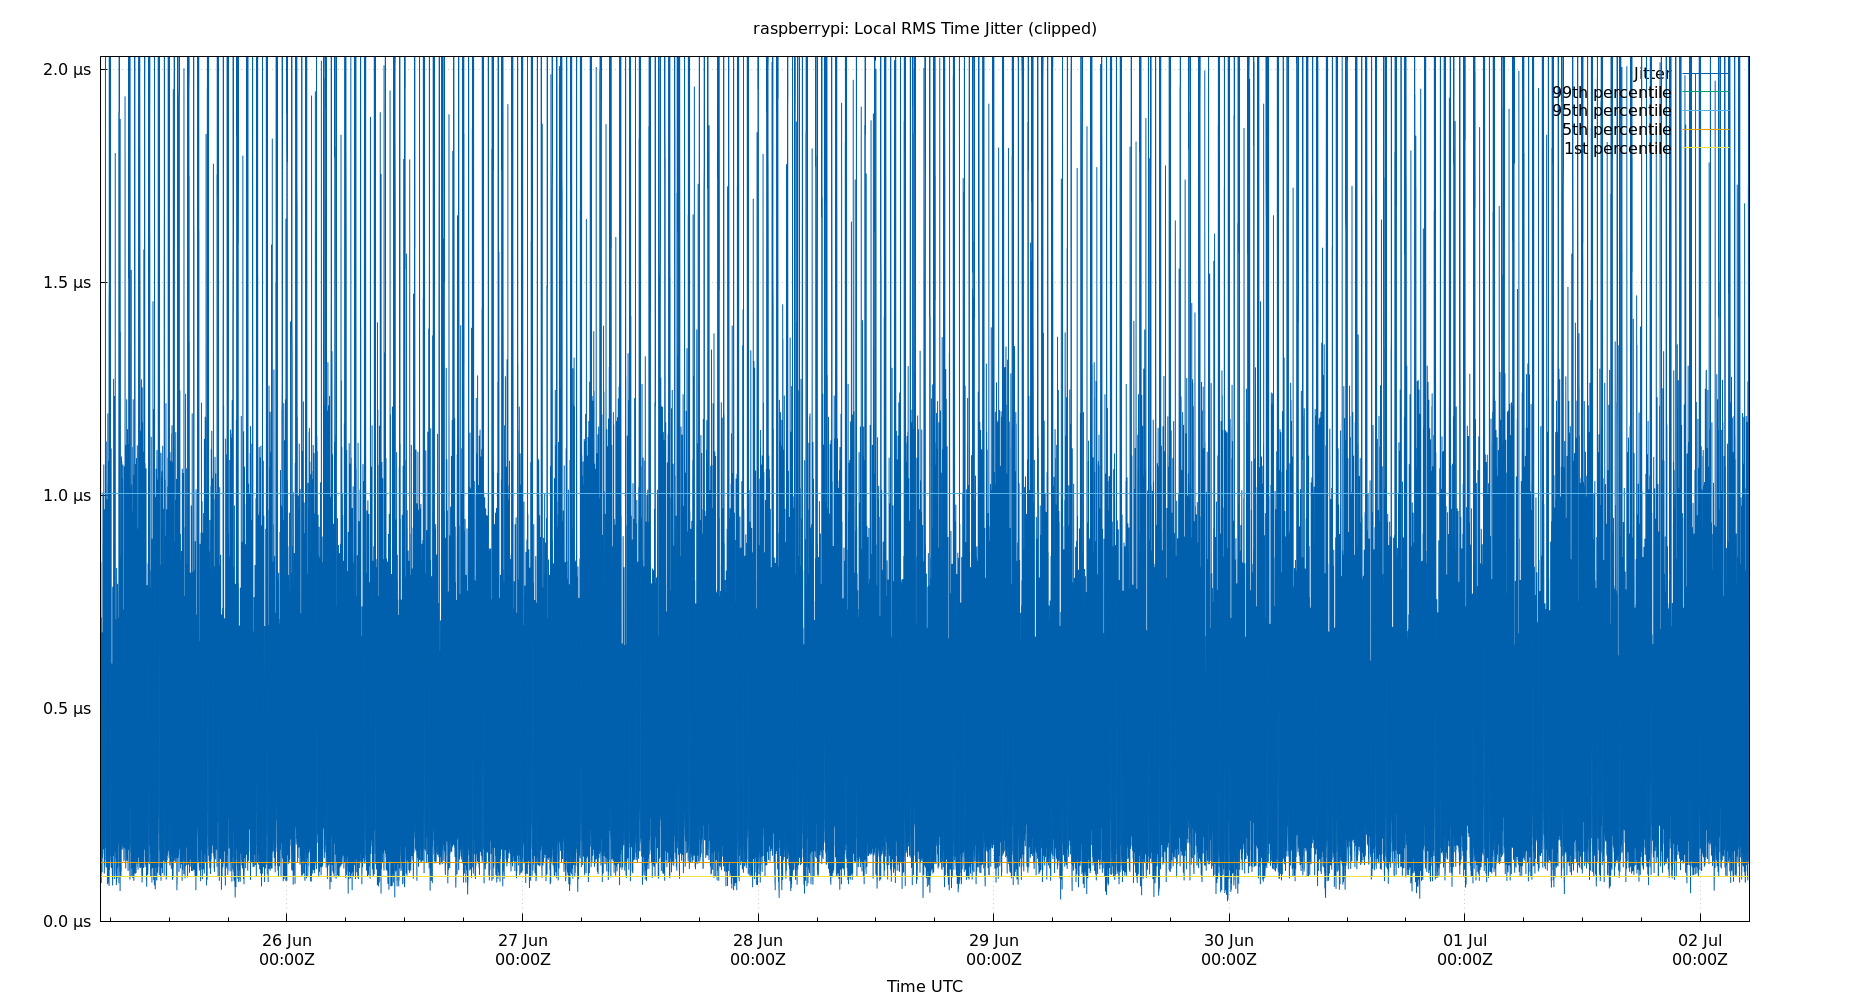 raspberrypi: Local RMS Time Jitter (clipped)
2.0 µs
1.5 µs
1.0 µs
0.5 µs
0.0 µs
Jitter
99th percentile
95th percentile
5th percentile
1st percentile
26 Jun 27 Jun 28 Jun 29 Jun 30 Jun 01 Jul 02 Jul
00:00Z 00:00Z 00:00Z 00:00Z 00:00Z 00:00Z 00:00Z
Time UTC